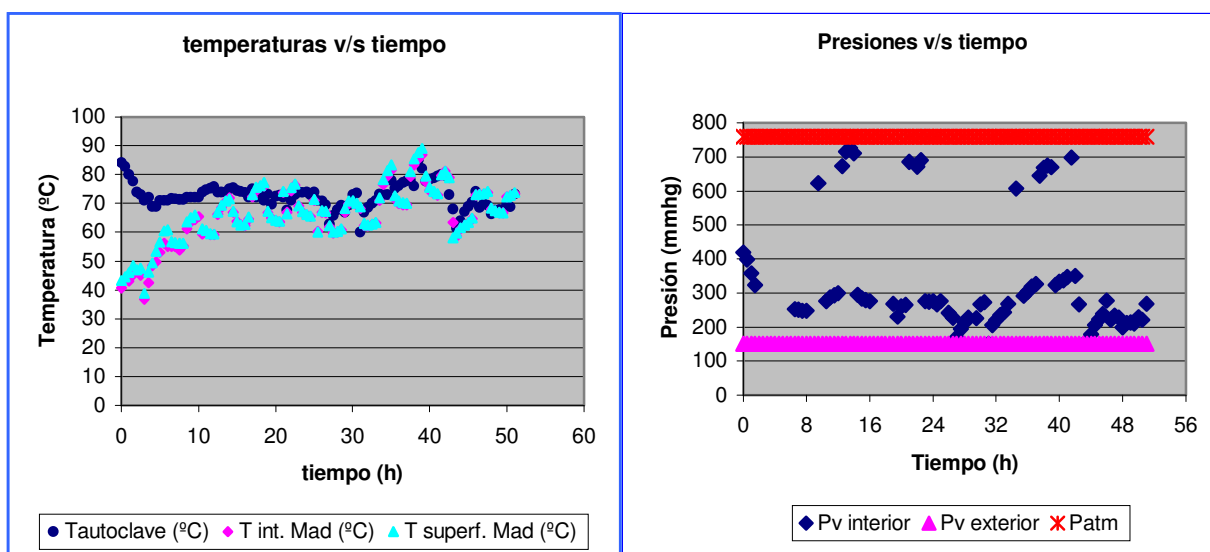 temperaturas v/s tiempo
100
90
80
70
60
50
40
30
20
10
0
Temperatura (ºC)
0 10 20 30 40 50 60
tiempo (h)
Tautoclave (ºC) T int. Mad (ºC) T superf. Mad (ºC)
Presiones v/s tiempo
800
700
600
500
400
300
200
100
0
Presión (mmhg)
0 8 16 24 32 40 48 56
Tiempo (h)
Pv interior Pv exterior Patm